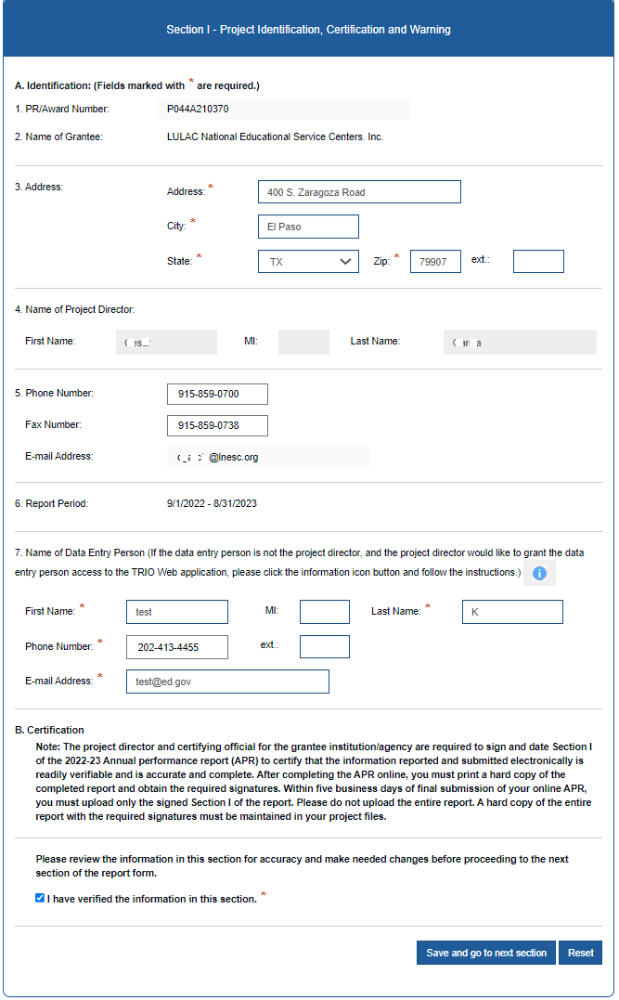 Section I - Project Identification, Certification and Warning
A. Identification: (Fields marked with * are required.)
1. PR/Award Number: P044A210370
2. Name of Grantee: LULAC National Educational Service Centers. Inc.
3. Address:
Address: * 400 S. Zaragoza Road
City: * El Paso
State: * TX Zip: * 79907 ext.:
4. Name of Project Director:
First Name: MI: Last Name:
5. Phone Number: 915-859-0700
Fax Number: 915-859-0738
E-mail Address: @lnesc.org
6. Report Period: 9/1/2022 - 8/31/2023
7. Name of Data Entry Person (If the data entry person is not the project director, and the project director would like to grant the data
entry person access to the TRIO Web application, please click the information icon button and follow the instructions.) i
First Name: * test MI: Last Name: * K
Phone Number: * 202-413-4455 ext.:
E-mail Address: * test@ed.gov
B. Certification
Note: The project director and certifying official for the grantee institution/agency are required to sign and date Section I
of the 2022-23 Annual performance report (APR) to certify that the information reported and submitted electronically is
readily verifiable and is accurate and complete. After completing the APR online, you must print a hard copy of the
completed report and obtain the required signatures. Within five business days of final submission of your online APR,
you must upload only the signed Section I of the report. Please do not upload the entire report. A hard copy of the entire
report with the required signatures must be maintained in your project files.
Please review the information in this section for accuracy and make needed changes before proceeding to the next
section of the report form.
I have verified the information in this section. *
Save and go to next section Reset